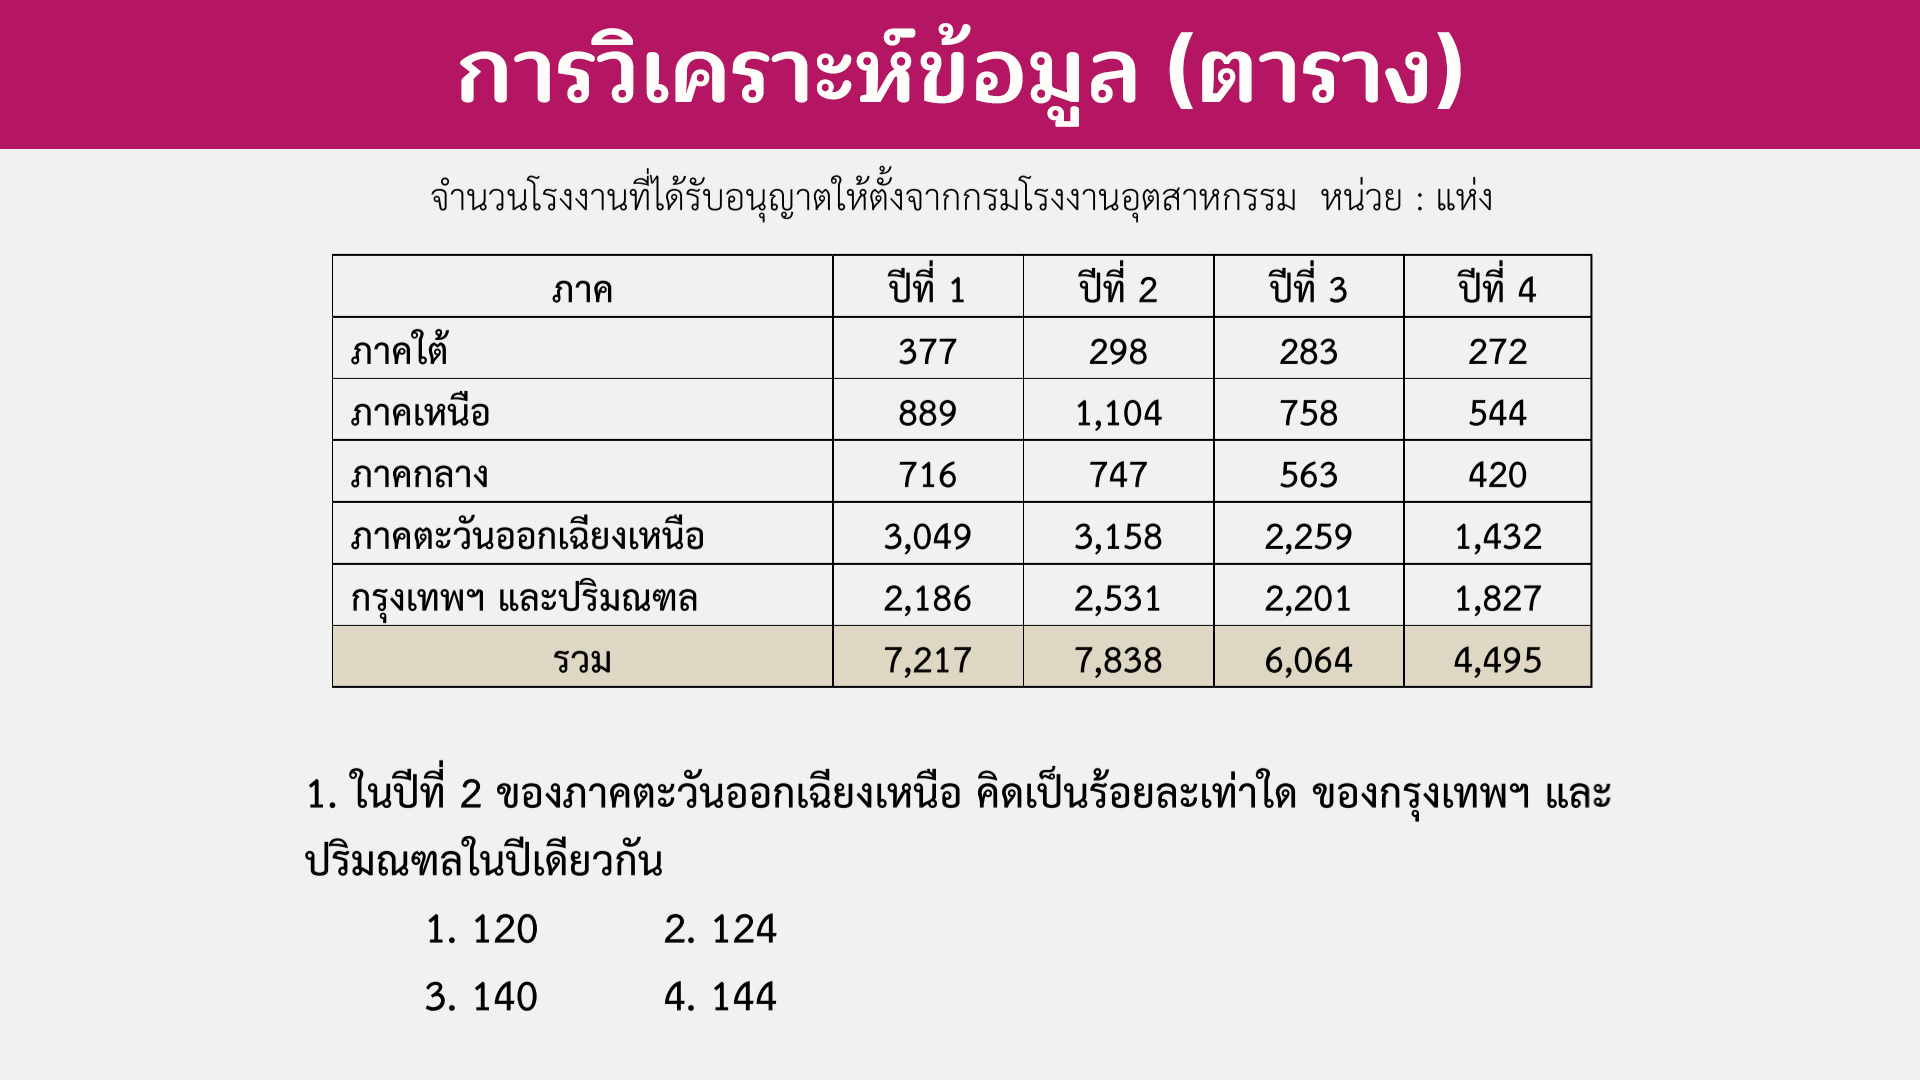 การวิเคราะห์ข้อมูล (ตาราง)
จำนวนโรงงานที่ได้รับอนุญาตให้ตั้งจากกรมโรงงานอุตสาหกรรม หน่วย : แห่ง
ภาค ปีที่ 1 ปีที่ 2 ปีที่ 3 ปีที่ 4
ภาคใต้ 377 298 283 272
ภาคเหนือ 889 1,104 758 544
ภาคกลาง 716 747 563 420
ภาคตะวันออกเฉียงเหนือ 3,049 3,158 2,259 1,432
กรุงเทพฯ และปริมณฑล 2,186 2,531 2,201 1,827
รวม 7,217 7,838 6,064 4,495
1. ในปีที่ 2 ของภาคตะวันออกเฉียงเหนือ คิดเป็นร้อยละเท่าใด ของกรุงเทพฯ และ
ปริมณฑลในปีเดียวกัน
1. 120 2. 124
3. 140 4. 144